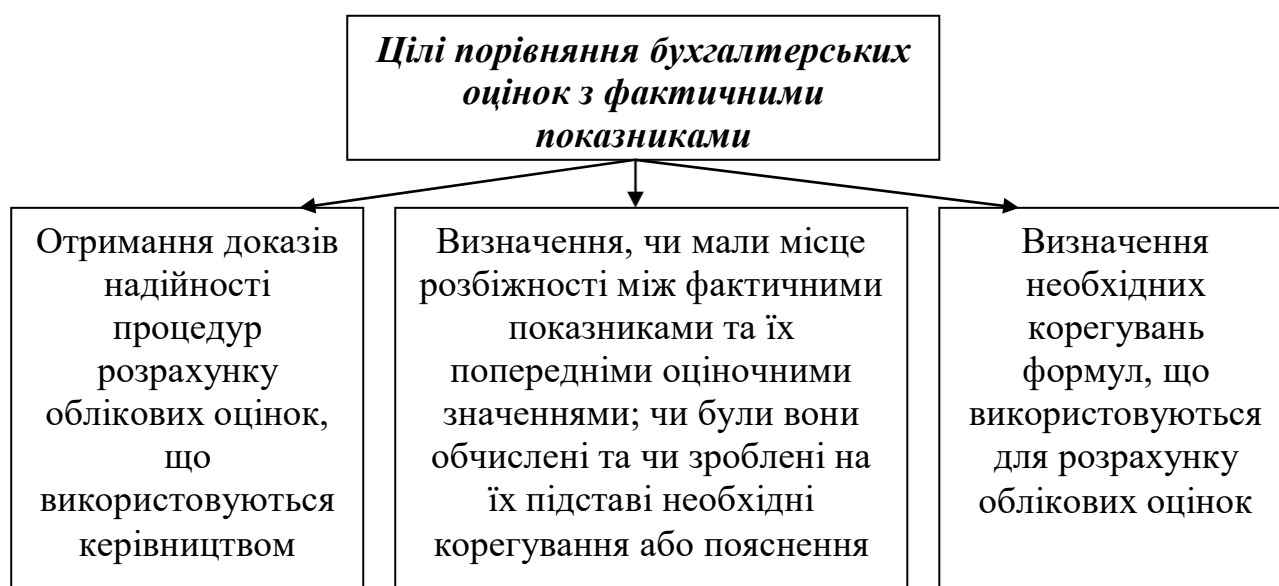 Цілі порівняння бухгалтерських
оцінок з фактичними
показниками
Отримання доказів
надійності
процедур
розрахунку
облікових оцінок,
що
використовуються
керівництвом
Визначення, чи мали місце
розбіжності між фактичними
показниками та їх
попередніми оціночними
значеннями; чи були вони
обчислені та чи зроблені на
їх підставі необхідні
корегування або пояснення
Визначення
необхідних
корегувань
формул, що
використовуються
для розрахунку
облікових оцінок